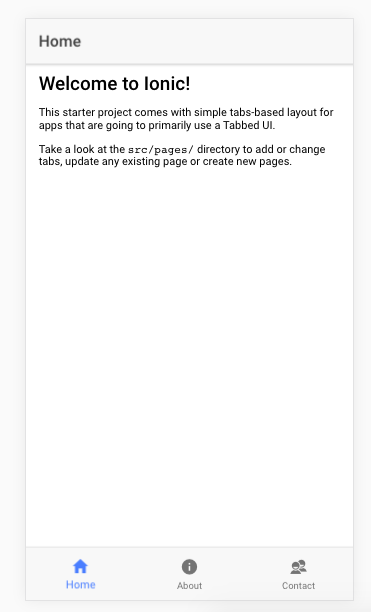 Home
Welcome to Ionic!
This starter project comes with simple tabs-based layout for
apps that are going to primarily use a Tabbed UI.
Take a look at the src/pages/ directory to add or change
tabs, update any existing page or create new pages.
Home
About
Contact